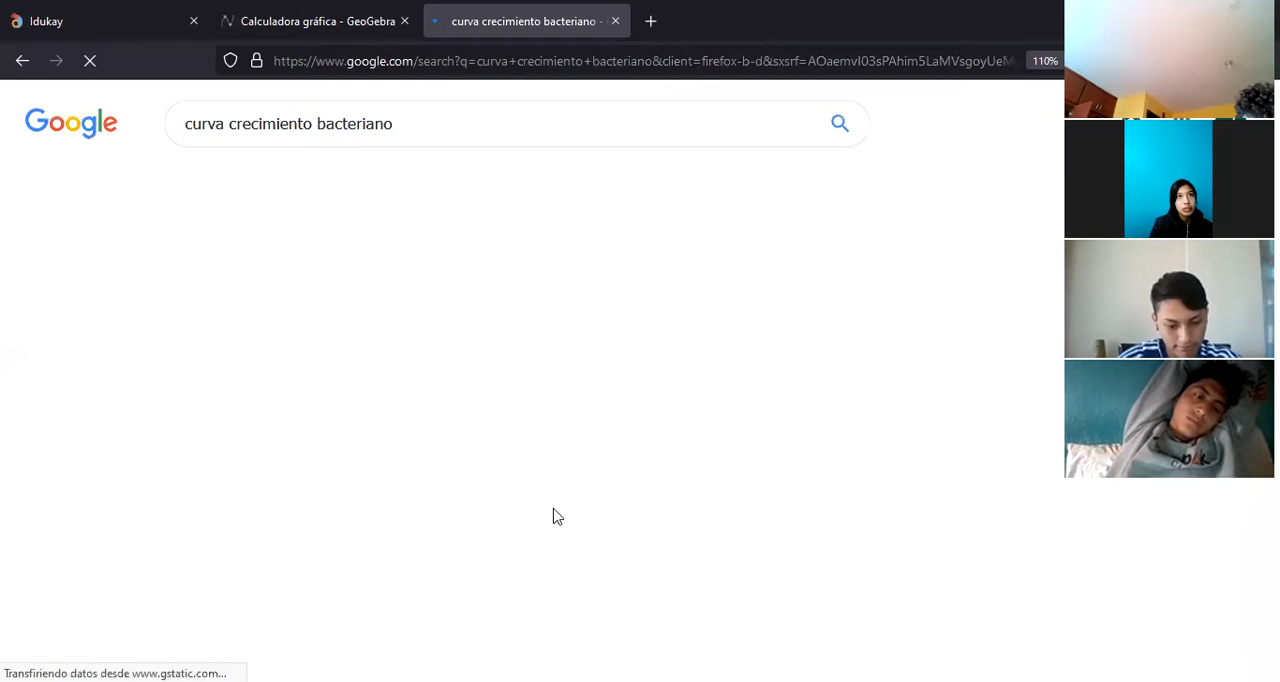 Idukay
Calculadora gráfica - GeoGebra
curva crecimiento bacteriano -
https://www.google.com/search?q=curva+crecimiento+bacteriano&client=firefox-b-d&sxsrf=AOaemvI03sPAhim5LaMVsgoyUeM
110%
Google
curva crecimiento bacteriano
Transfiriendo datos desde www.gstatic.com...